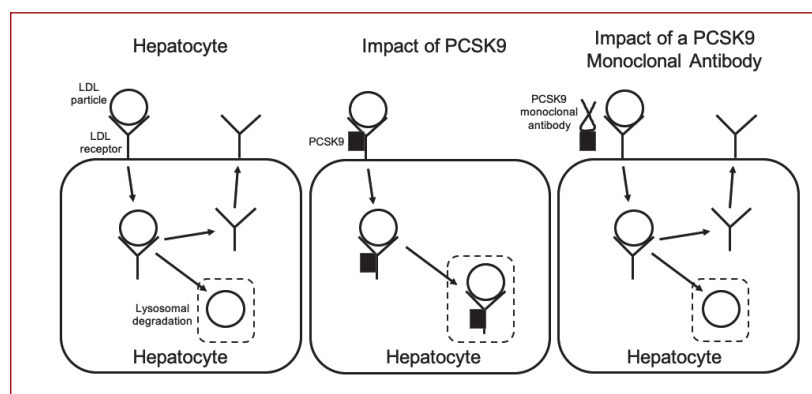 Hepatocyte
LDL
particle
LDL
receptor
Lysosomal
degradation
Hepatocyte
Impact of PCSK9
PCSK9
Hepatocyte
Impact of a PCSK9
Monoclonal Antibody
PCSK9
monoclonal
antibody
Hepatocyte